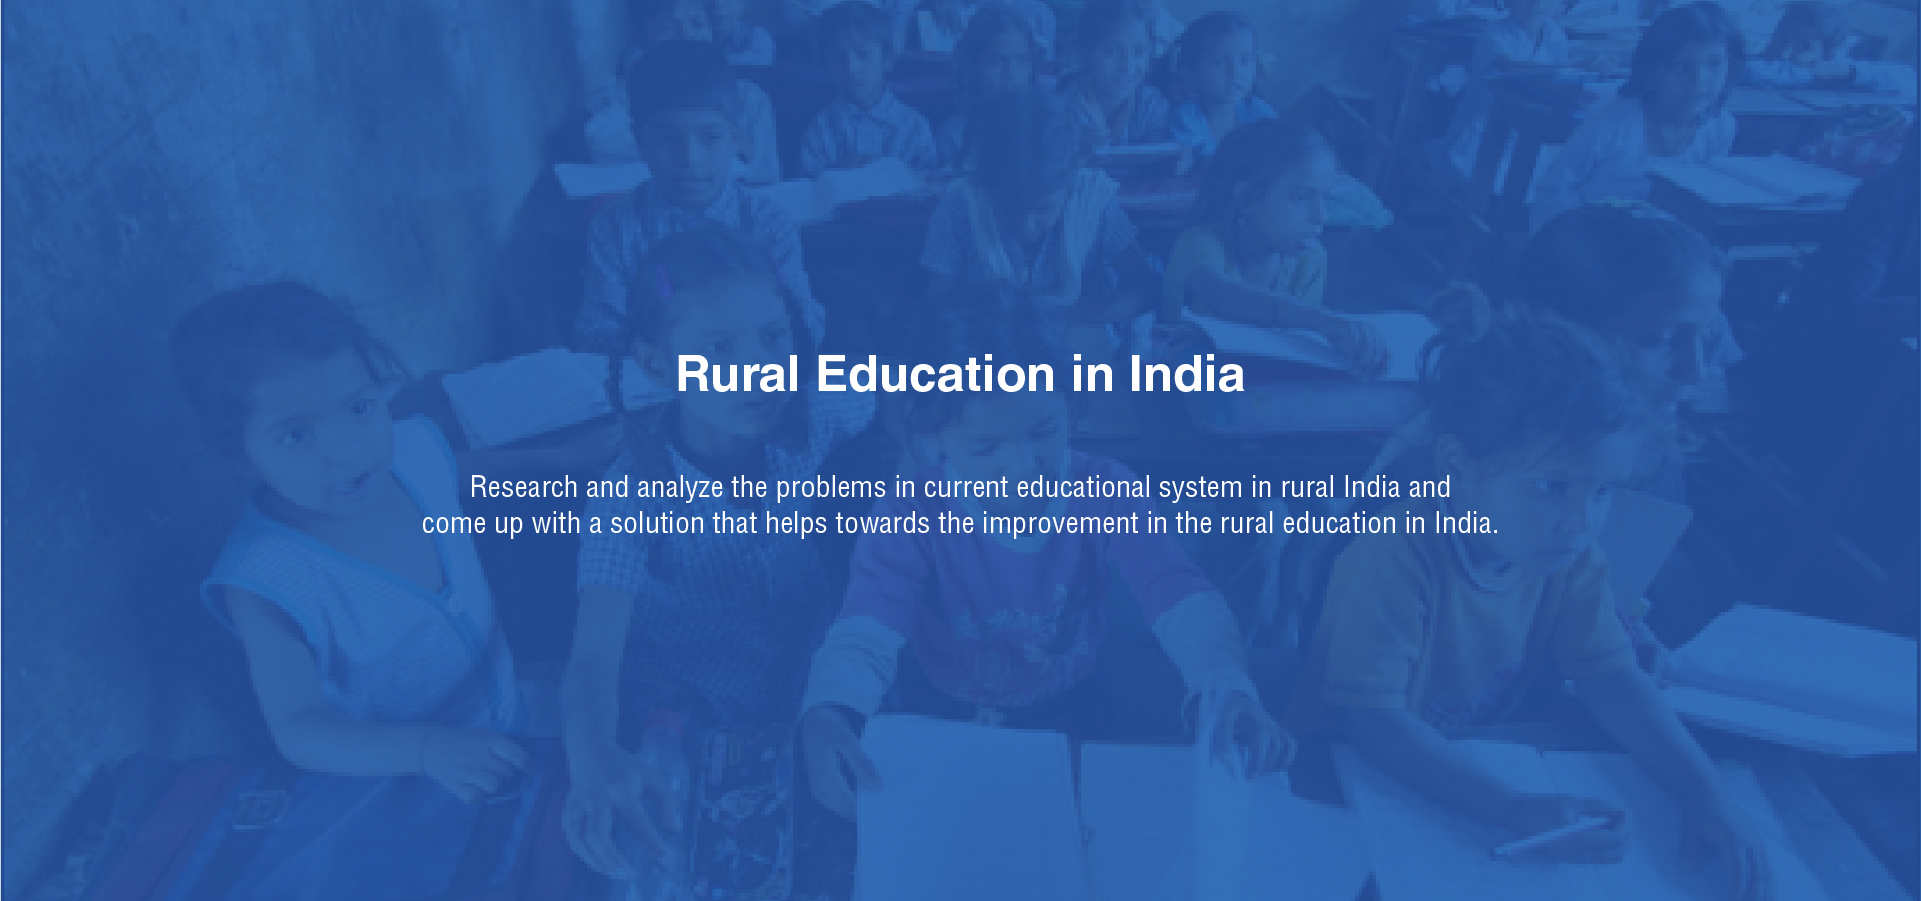 Rural Education in India
Research and analyze the problems in current educational system in rural India and
come up with a solution that helps towards the improvement in the rural education in India.